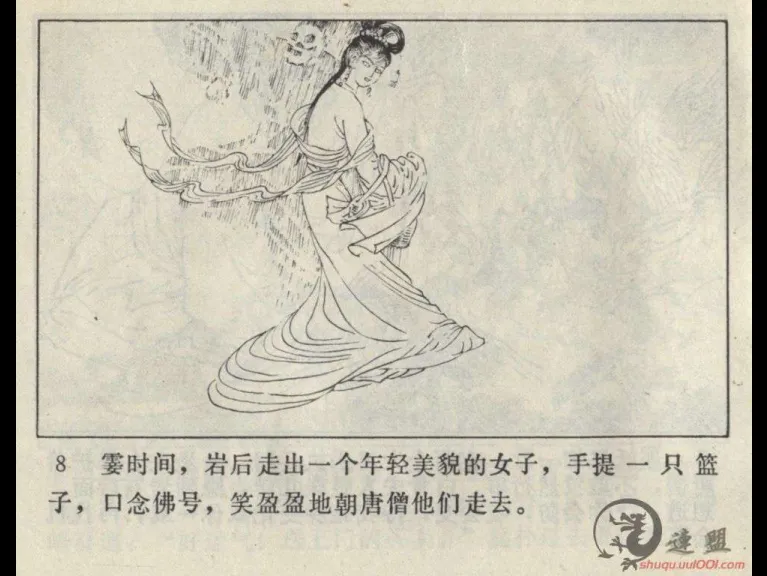 8 霎时间，岩后走出一个年轻美貌的女子，手提一只篮
子，口念佛号，笑盈盈地朝唐僧他们走去。
連盟
shuqu.uu1001.com